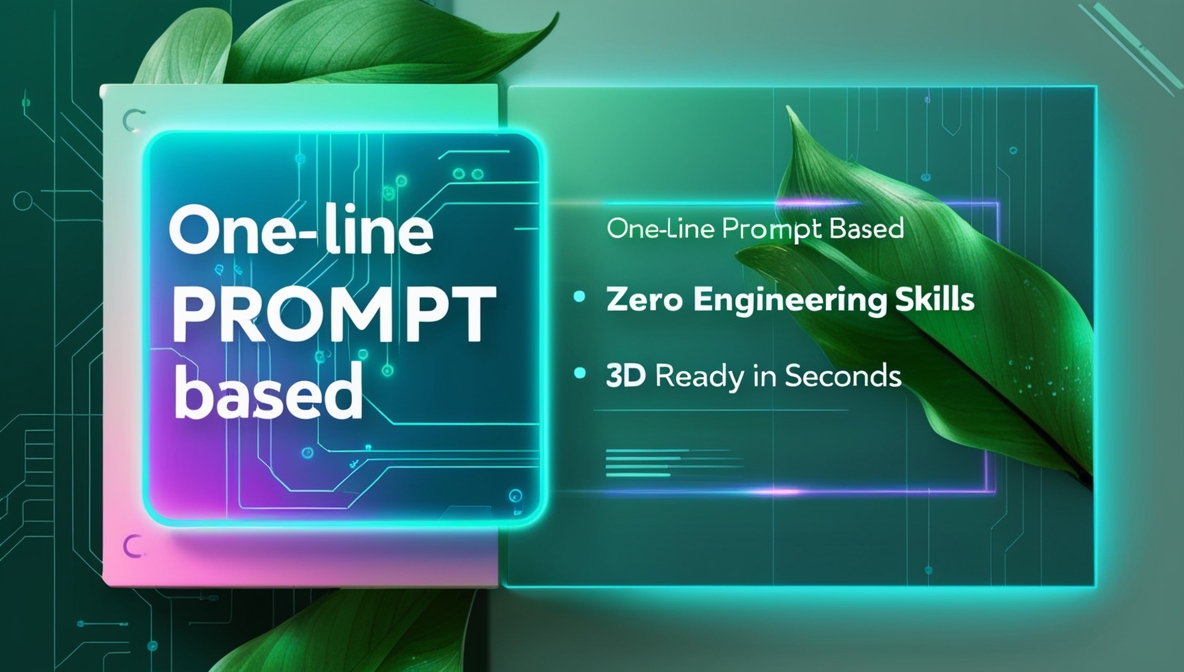 One-line
PROMPT
based
One-Line Prompt Based
• Zero Engineering Skills
• 3D Ready in Seconds